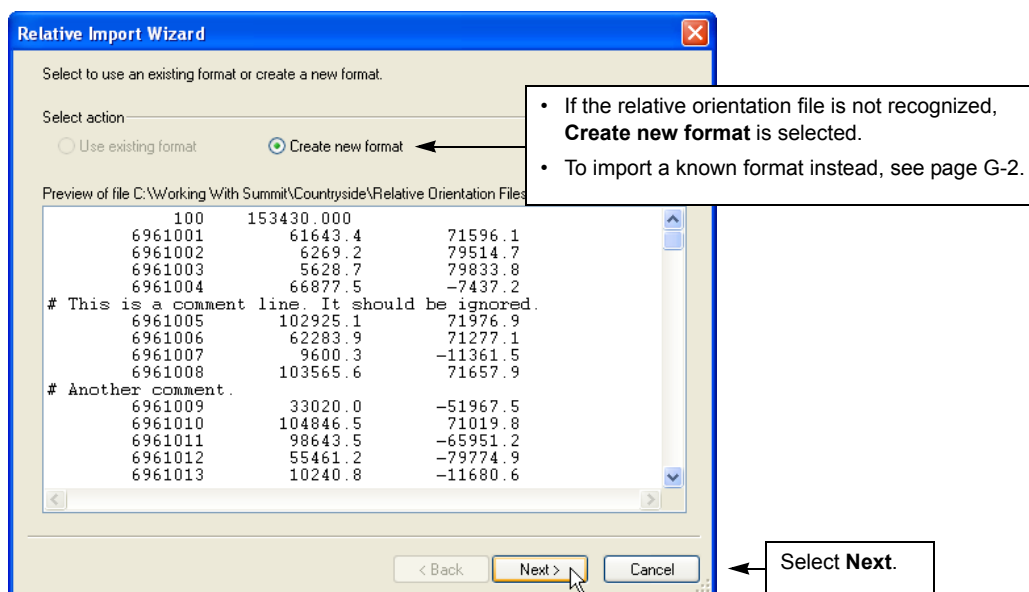 Relative Import Wizard
Select to use an existing format or create a new format.
Select action
Use existing format
Create new format
• If the relative orientation file is not recognized,
Create new format is selected.
• To import a known format instead, see page G-2.
Preview of file C:\Working With Summit\Countryside\Relative Orientation Files
100 153430.000
6961001 61643.4 71596.1
6961002 6269.2 79514.7
6961003 5628.7 79833.8
6961004 66877.5 -7437.2
# This is a comment line. It should be ignored.
6961005 102925.1 71976.9
6961006 62283.9 71277.1
6961007 9600.3 -11361.5
6961008 103565.6 71657.9
# Another comment.
6961009 33020.0 -51967.5
6961010 104846.5 71019.8
6961011 98643.5 -65951.2
6961012 55461.2 -79774.9
6961013 10240.8 -11680.6
< Back
Next >
Cancel
Select Next.